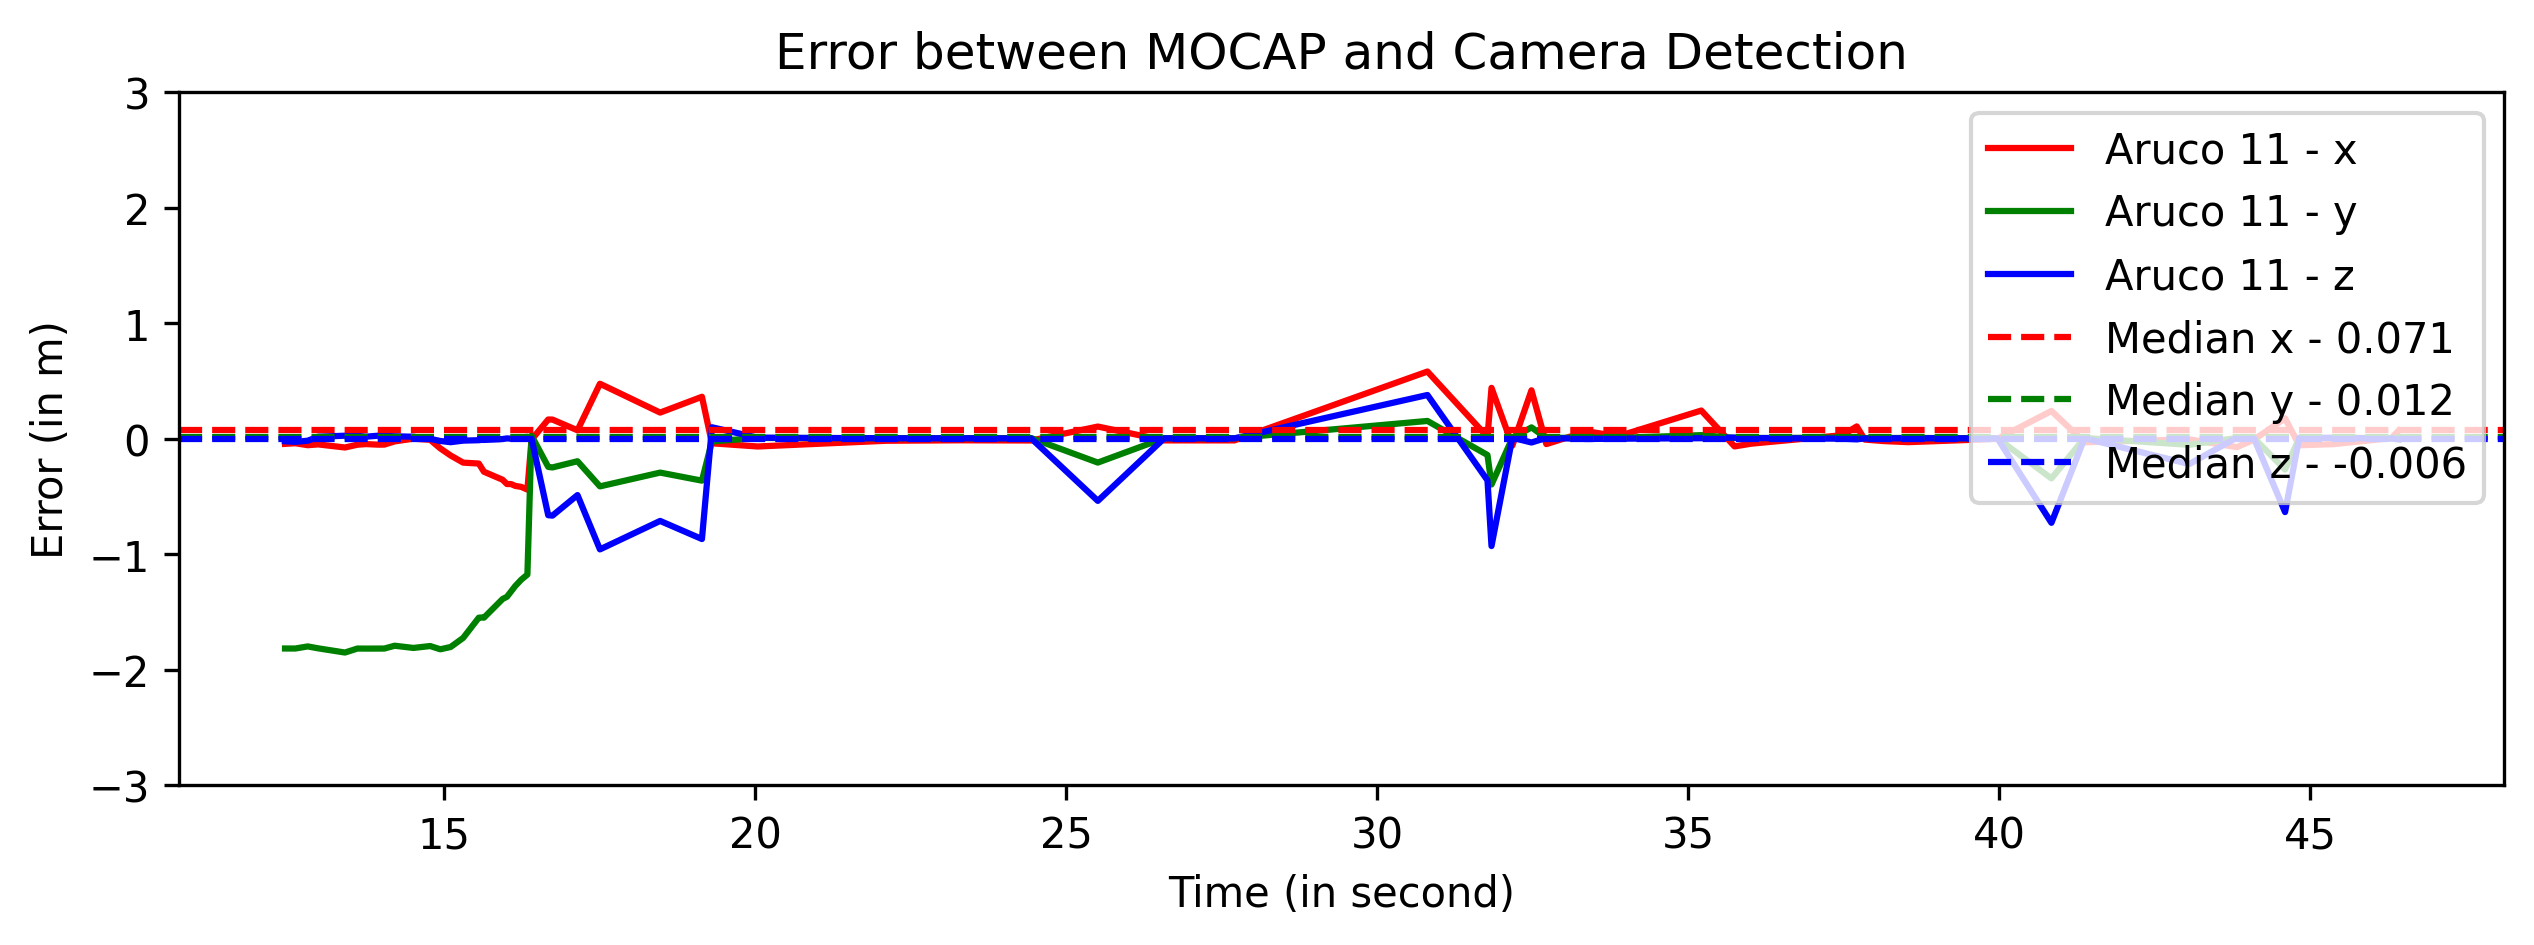 Error between MOCAP and Camera Detection
Error (in m)
3
2
1
0
−1
−2
−3
Aruco 11 - x
Aruco 11 - y
Aruco 11 - z
Median x - 0.071
Median y - 0.012
Median z - -0.006
15 20 25 30 35 40 45
Time (in second)